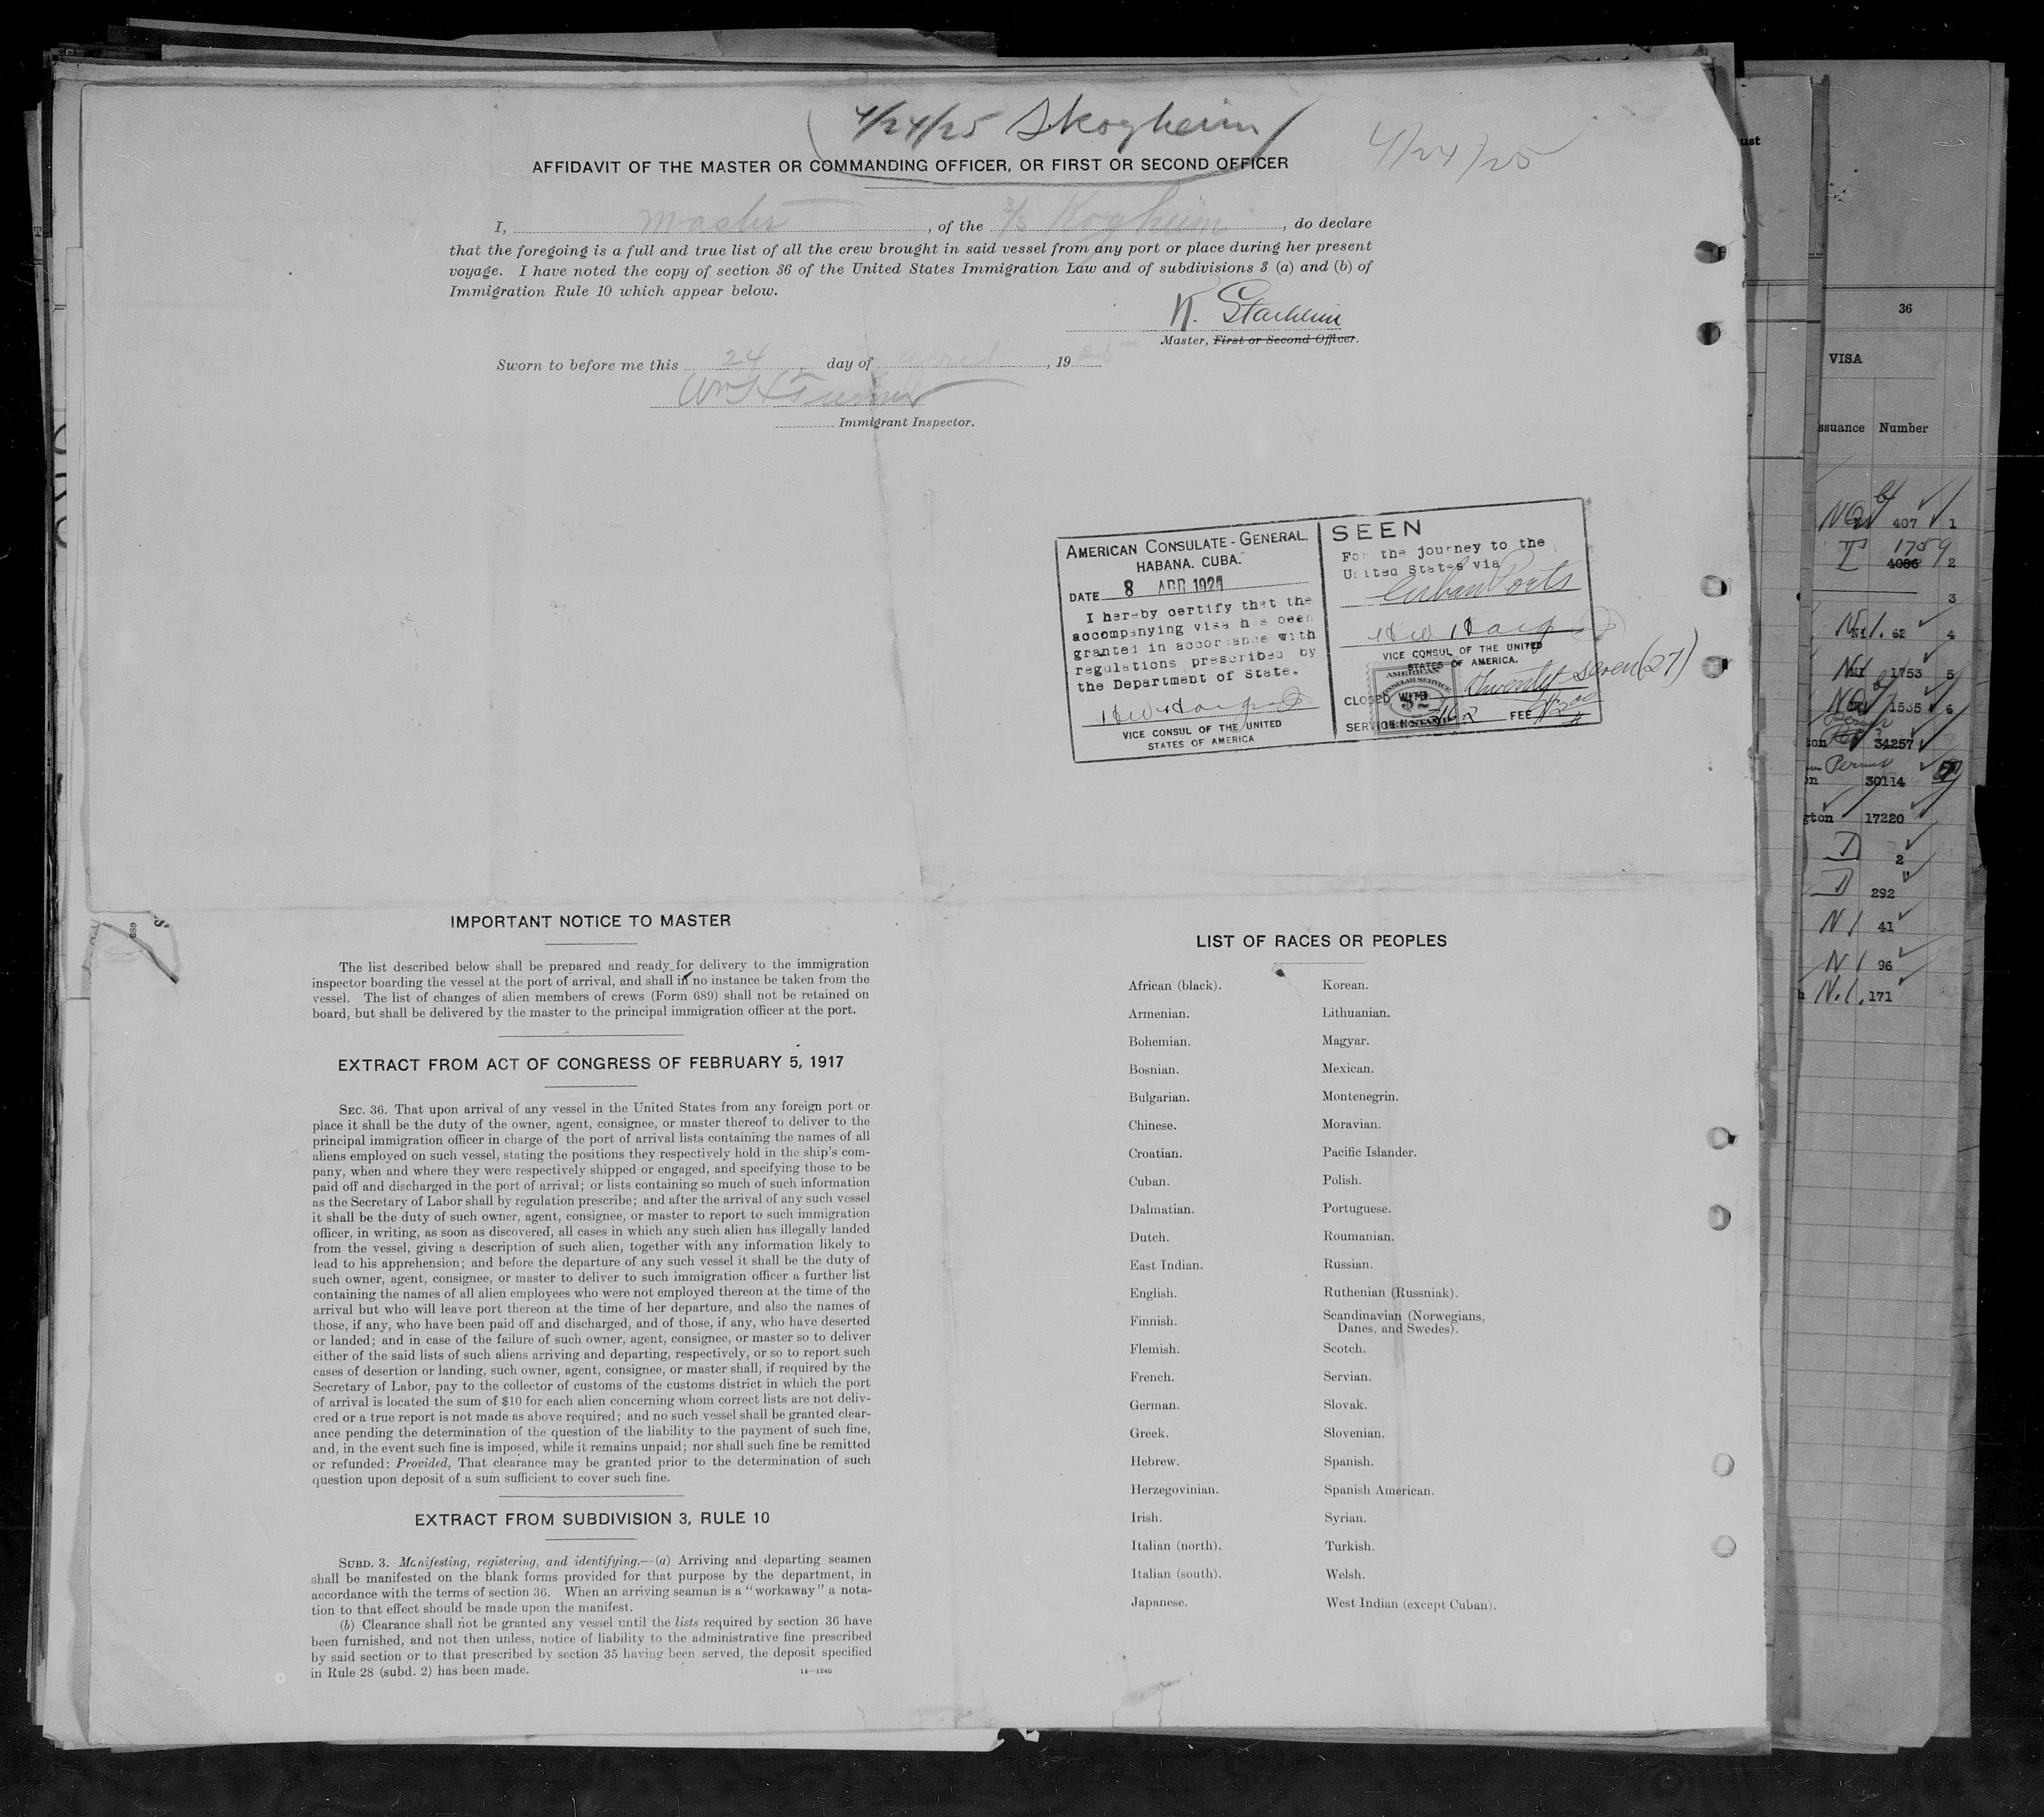 4/24/25 Skogheim
4/24/25
AFFIDAVIT OF THE MASTER OR COMMANDING OFFICER, OR FIRST OR SECOND OFFICER
I, Master, of the S/S Kogheim, do declare
that the foregoing is a full and true list of all the crew brought in said vessel from any port or place during her present
voyage. I have noted the copy of section 36 of the United States Immigration Law and of subdivisions 3 (a) and (b) of
Immigration Rule 10 which appear below.
K.
Master, First or Second Officer.
Sworn to before me this 24 day of April, 1925
Immigrant Inspector.
AMERICAN CONSULATE-GENERAL.
HABANA. CUBA.
DATE 8 APR 1925
I hereby certify that the
accompanying visa has been
granted in accordance with
regulations prescribed by
the Department of State.
VICE CONSUL OF THE UNITED
STATES OF AMERICA
SEEN
For the journey to the
United States via
Cuban Ports
VICE CONSUL OF THE UNITED
STATES OF AMERICA.
CLOSED WITH Twenty-seven (27)
SERVICE No. FEE
IMPORTANT NOTICE TO MASTER
The list described below shall be prepared and ready for delivery to the immigration
inspector boarding the vessel at the port of arrival, and shall in no instance be taken from the
vessel. The list of changes of alien members of crews (Form 689) shall not be retained on
board, but shall be delivered by the master to the principal immigration officer at the port.
EXTRACT FROM ACT OF CONGRESS OF FEBRUARY 5, 1917
SEC. 36. That upon arrival of any vessel in the United States from any foreign port or
place it shall be the duty of the owner, agent, consignee, or master thereof to deliver to the
principal immigration officer in charge of the port of arrival lists containing the names of all
aliens employed on such vessel, stating the positions they respectively hold in the ship's com-
pany, when and where they were respectively shipped or engaged, and specifying those to be
paid off and discharged in the port of arrival; or lists containing so much of such information
as the Secretary of Labor shall by regulation prescribe; and after the arrival of any such vessel
it shall be the duty of such owner, agent, consignee, or master to report to such immigration
officer, in writing, as soon as discovered, all cases in which any such alien has illegally landed
from the vessel, giving a description of such alien, together with any information likely to
lead to his apprehension; and before the departure of any such vessel it shall be the duty of
such owner, agent, consignee, or master to deliver to such immigration officer a further list
containing the names of all alien employees who were not employed thereon at the time of the
arrival but who will leave port thereon at the time of her departure, and also the names of
those, if any, who have been paid off and discharged, and of those, if any, who have deserted
or landed; and in case of the failure of such owner, agent, consignee, or master so to deliver
either of the said lists of such aliens arriving and departing, respectively, or so to report such
cases of desertion or landing, such owner, agent, consignee, or master shall, if required by the
Secretary of Labor, pay to the collector of customs of the customs district in which the port
of arrival is located the sum of $10 for each alien concerning whom correct lists are not deliv-
ered or a true report is not made as above required; and no such vessel shall be granted clear-
ance pending the determination of the question of the liability to the payment of such fine,
and, in the event such fine is imposed, while it remains unpaid; nor shall such fine be remitted
or refunded: Provided, That clearance may be granted prior to the determination of such
question upon deposit of a sum sufficient to cover such fine.
EXTRACT FROM SUBDIVISION 3, RULE 10
SUBD. 3. Manifesting, registering, and identifying.—(a) Arriving and departing seamen
shall be manifested on the blank forms provided for that purpose by the department, in
accordance with the terms of section 36. When an arriving seaman is a "workaway" a nota-
tion to that effect should be made upon the manifest.
(b) Clearance shall not be granted any vessel until the lists required by section 36 have
been furnished, and not then unless, notice of liability to the administrative fine prescribed
by said section or to that prescribed by section 35 having been served, the deposit specified
in Rule 28 (subd. 2) has been made.
14—1240
LIST OF RACES OR PEOPLES
African (black).
Armenian.
Bohemian.
Bosnian.
Bulgarian.
Chinese.
Croatian.
Cuban.
Dalmatian.
Dutch.
East Indian.
English.
Finnish.
Flemish.
French.
German.
Greek.
Hebrew.
Herzegovinian.
Irish.
Italian (north).
Italian (south).
Japanese.
Korean.
Lithuanian.
Magyar.
Mexican.
Montenegrin.
Moravian.
Pacific Islander.
Polish.
Portuguese.
Roumanian.
Russian.
Ruthenian (Russniak).
Scandinavian (Norwegians,
Danes, and Swedes).
Scotch.
Servian.
Slovak.
Slovenian.
Spanish.
Spanish American.
Syrian.
Turkish.
Welsh.
West Indian (except Cuban).
689
ust
36
VISA
ssuance Number
407 1
1759
4086 2
3
N1. 62 4
N1 1753 5
1535 6
ton 34257
on 30114
gton 17220
2
292
N1 41
N1 96
h N.1. 171